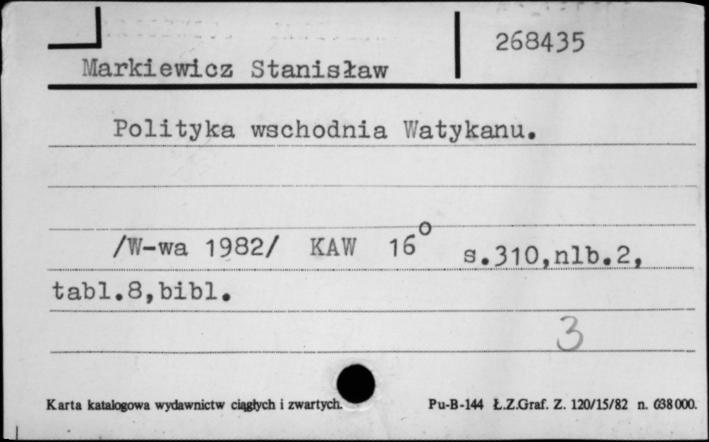 268435
Markiewicz Stanisław
Polityka wschodnia Watykanu.
/W-wa 1982/ KAW 16° s.310,nlb.2,
tabl.8,bibl.
3
Karta katalogowa wydawnictw ciągłych i zwartych. Pu-B-144 Ł.Z.Graf. Z. 120/15/82 n. 638000.